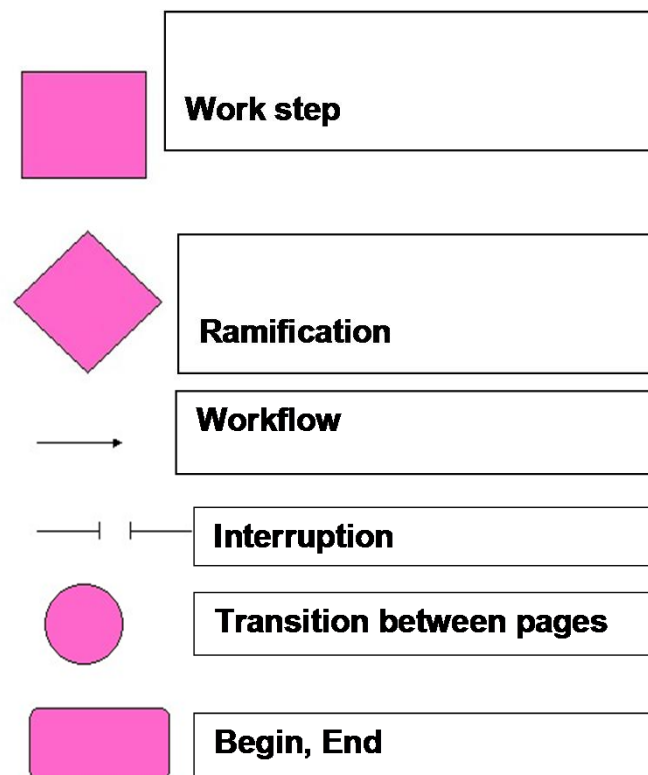 Work step
Ramification
Workflow
Interruption
Transition between pages
Begin, End